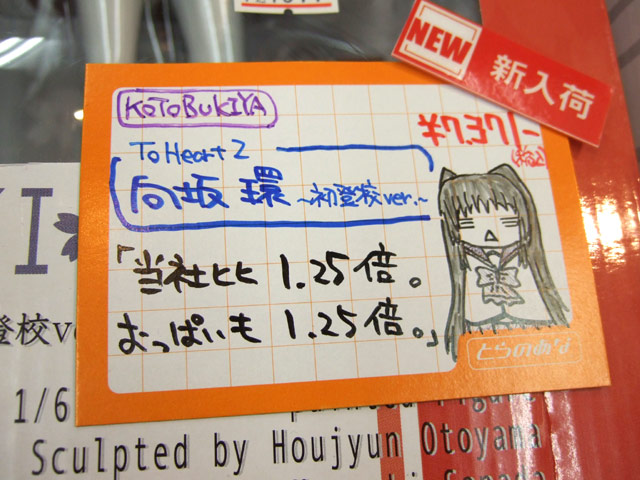 NEW
新入荷
KOTOBUKIYA
¥7,371-
(税込)
To Heart 2
向坂 環 ~初登校ver.~
「当社比 1.25倍。
おっぱいも 1.25倍。」
とらのあな
登校v
1/6
Sculpted by Houjyun Otoyama